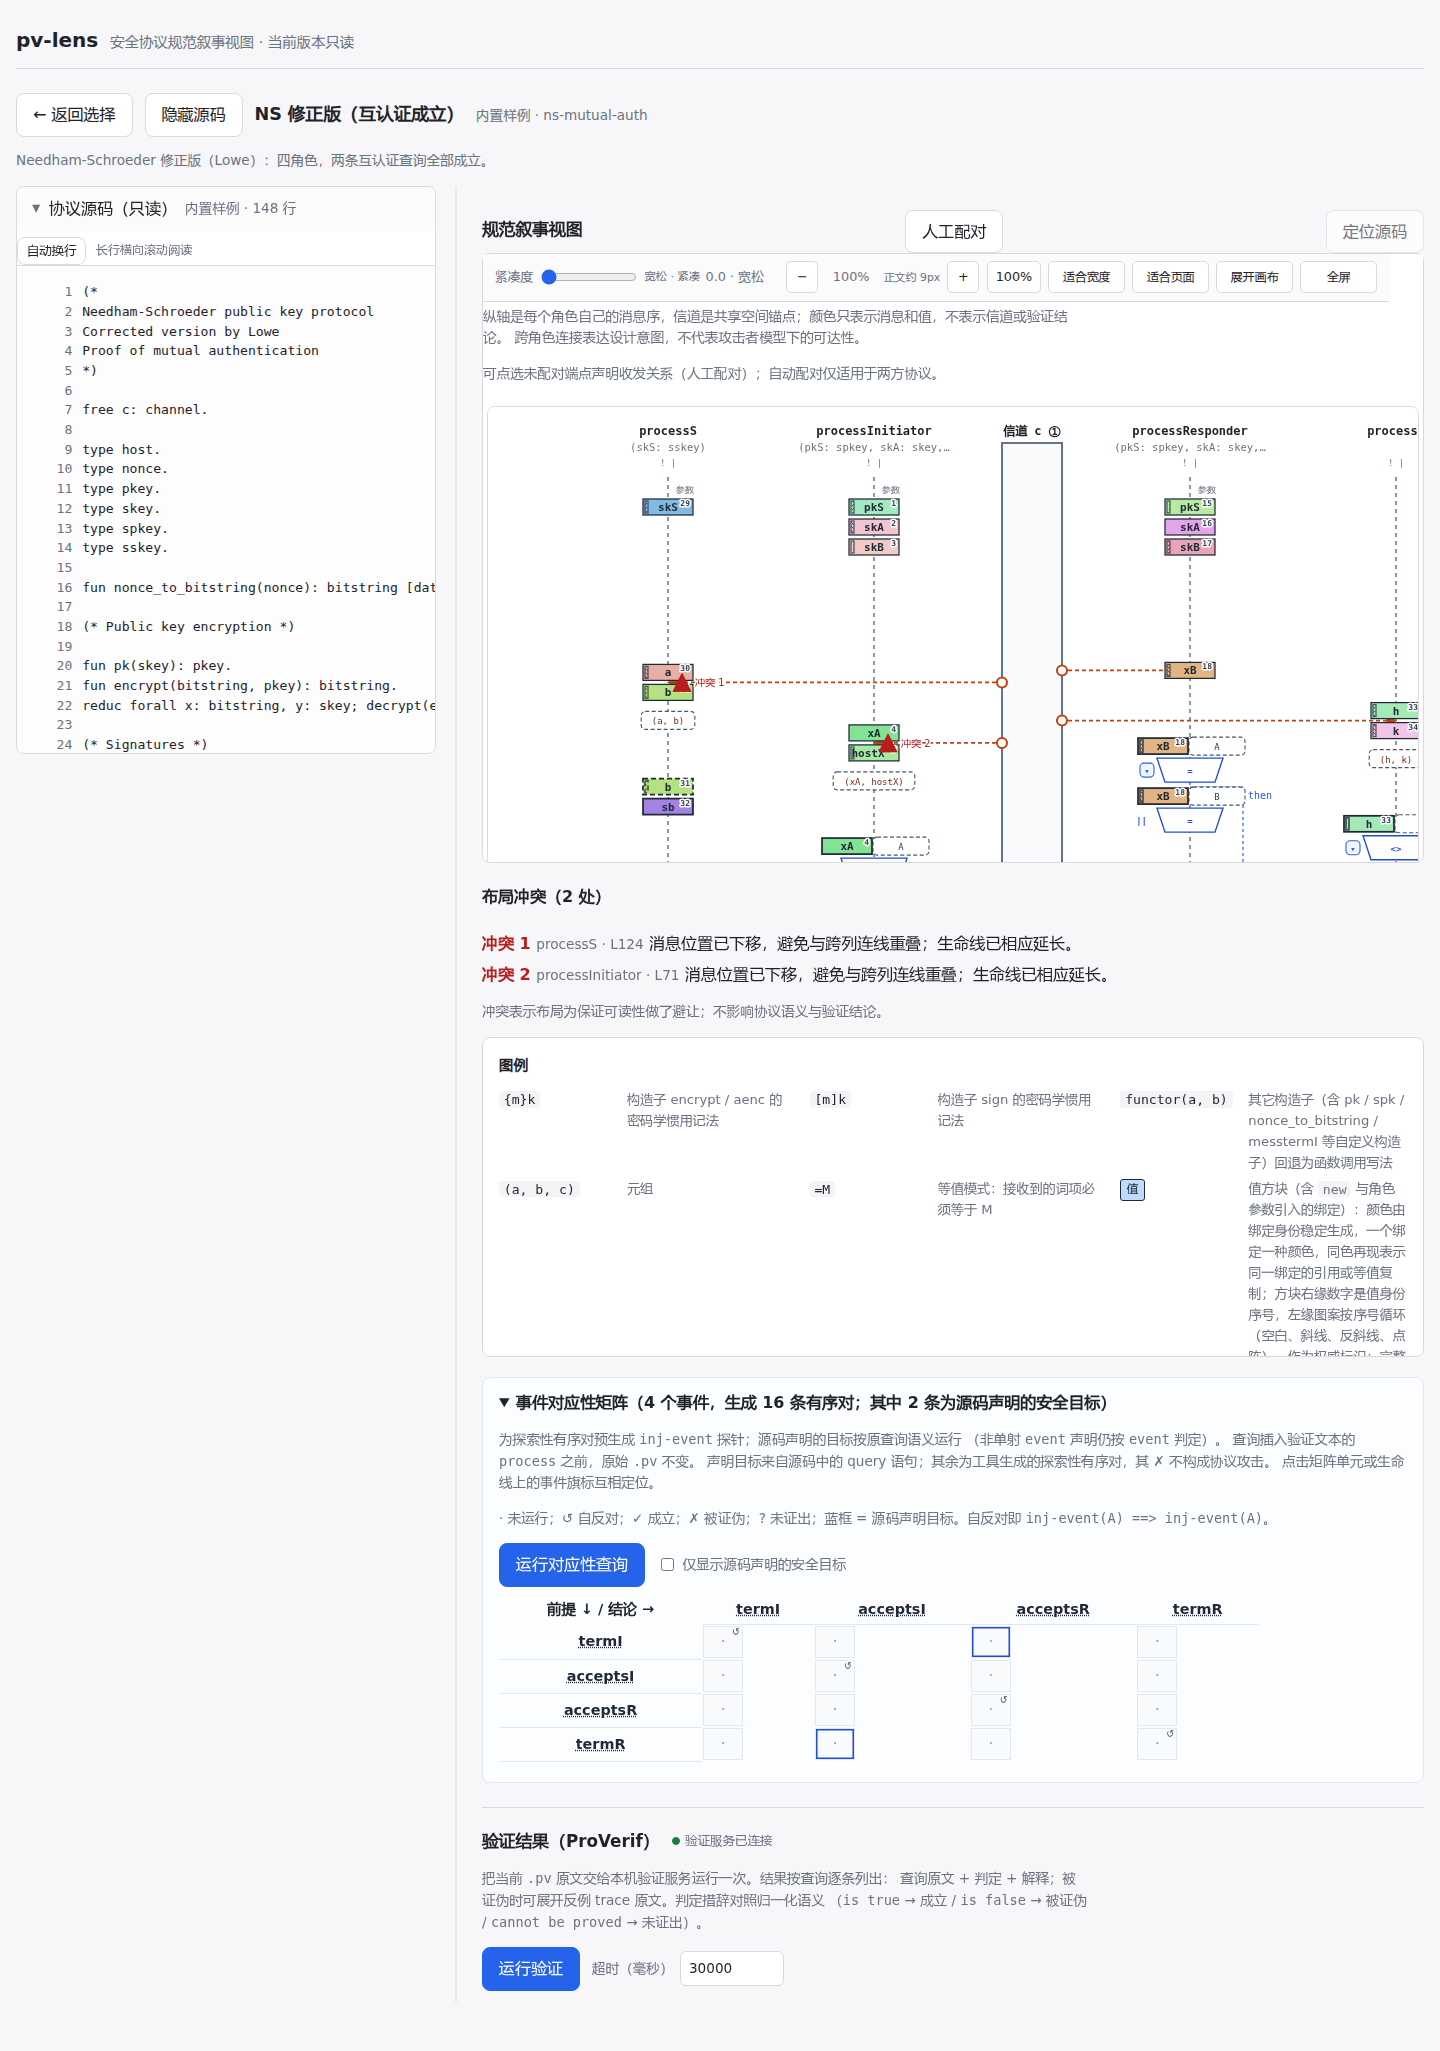 pv-lens 安全协议规范叙事视图 · 当前版本只读
← 返回选择 隐藏源码 NS 修正版（互认证成立） 内置样例 · ns-mutual-auth
Needham-Schroeder 修正版（Lowe）：四角色，两条互认证查询全部成立。
▼ 协议源码（只读） 内置样例 · 148 行
自动换行 长行横向滚动阅读
1 (*
2 Needham-Schroeder public key protocol
3 Corrected version by Lowe
4 Proof of mutual authentication
5 *)
6
7 free c: channel.
8
9 type host.
10 type nonce.
11 type pkey.
12 type skey.
13 type spkey.
14 type sskey.
15
16 fun nonce_to_bitstring(nonce): bitstring [dat
17
18 (* Public key encryption *)
19
20 fun pk(skey): pkey.
21 fun encrypt(bitstring, pkey): bitstring.
22 reduc forall x: bitstring, y: skey; decrypt(e
23
24 (* Signatures *)
规范叙事视图 人工配对 定位源码
紧凑度 宽松 · 紧凑 0.0 · 宽松 − 100% 正文约 9px + 100% 适合宽度 适合页面 展开画布 全屏
纵轴是每个角色自己的消息序，信道是共享空间锚点；颜色只表示消息和值，不表示信道或验证结
论。 跨角色连接表达设计意图，不代表攻击者模型下的可达性。
可点选未配对端点声明收发关系（人工配对）；自动配对仅适用于两方协议。
processS processInitiator 信道 c ① processResponder process
(skS: sskey) (pkS: spkey, skA: skey,… (pkS: spkey, skA: skey,…
! | ! | ! | ! |
参数 参数 参数
skS 29 pkS 1 pkS 15
skA 2 skA 16
skB 3 skB 17
a 30 xB 18
冲突 1
b
h 33
(a, b) xA 4 k 34
冲突 2
hostX xB 18 A
(h, k)
(xA, hostX) ▾ =
b 31 xB 18 B then
sb 32 || =
h 33
xA 4 A ▾ <>
布局冲突（2 处）
冲突 1 processS · L124 消息位置已下移，避免与跨列连线重叠；生命线已相应延长。
冲突 2 processInitiator · L71 消息位置已下移，避免与跨列连线重叠；生命线已相应延长。
冲突表示布局为保证可读性做了避让；不影响协议语义与验证结论。
图例
{m}k 构造子 encrypt / aenc 的
密码学惯用记法
[m]k 构造子 sign 的密码学惯用
记法
functor(a, b) 其它构造子（含 pk / spk /
nonce_to_bitstring /
messtermI 等自定义构造
子）回退为函数调用写法
(a, b, c) 元组
=M 等值模式：接收到的词项必
须等于 M
值 值方块（含 new 与角色
参数引入的绑定）：颜色由
绑定身份稳定生成，一个绑
定一种颜色，同色再现表示
同一绑定的引用或等值复
制；方块右缘数字是值身份
序号，左缘图案按序号循环
（空白、斜线、反斜线、点
▼ 事件对应性矩阵（4 个事件，生成 16 条有序对；其中 2 条为源码声明的安全目标）
为探索性有序对预生成 inj-event 探针；源码声明的目标按原查询语义运行 （非单射 event 声明仍按 event 判定）。 查询插入验证文本的
process 之前，原始 .pv 不变。 声明目标来自源码中的 query 语句；其余为工具生成的探索性有序对，其 ✗ 不构成协议攻击。 点击矩阵单元或生命
线上的事件旗标互相定位。
· 未运行；↺ 自反对；✓ 成立；✗ 被证伪；? 未证出；蓝框 = 源码声明目标。自反对即 inj-event(A) ==> inj-event(A)。
运行对应性查询 仅显示源码声明的安全目标
前提 ↓ / 结论 → termI acceptsI acceptsR termR
termI · ↺ · · ·
acceptsI · · ↺ · ·
acceptsR · · · ↺ ·
termR · · · · ↺
验证结果（ProVerif） ● 验证服务已连接
把当前 .pv 原文交给本机验证服务运行一次。结果按查询逐条列出： 查询原文 + 判定 + 解释；被
证伪时可展开反例 trace 原文。判定措辞对照归一化语义 （is true → 成立 / is false → 被证伪
/ cannot be proved → 未证出）。
运行验证 超时（毫秒） 30000